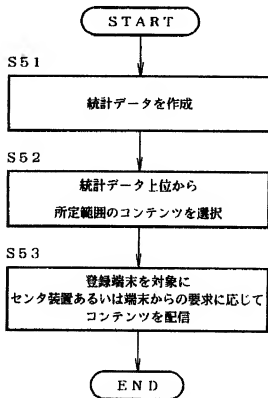 START
S51
統計データを作成
S52
統計データ上位から
所定範囲のコンテンツを選択
S53
登録端末を対象に
センタ装置あるいは端末からの要求に応じて
コンテンツを配信
END